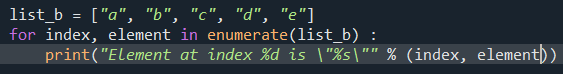 list_b = ["a", "b", "c", "d", "e"]
for index, element in enumerate(list_b) :
    print("Element at index %d is \"%s\"" % (index, element))